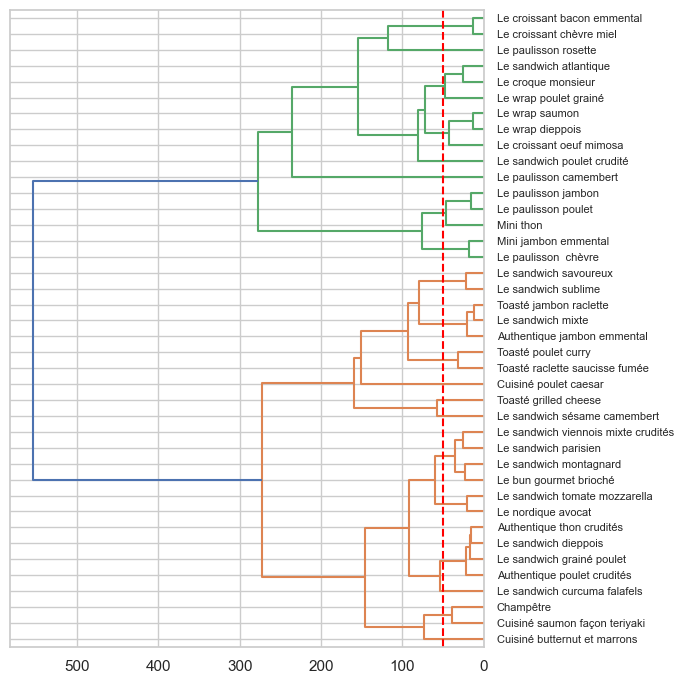 Le croissant bacon emmental
Le croissant chèvre miel
Le paulisson rosette
Le sandwich atlantique
Le croque monsieur
Le wrap poulet grainé
Le wrap saumon
Le wrap dieppois
Le croissant oeuf mimosa
Le sandwich poulet crudité
Le paulisson camembert
Le paulisson jambon
Le paulisson poulet
Mini thon
Mini jambon emmental
Le paulisson  chèvre
Le sandwich savoureux
Le sandwich sublime
Toasté jambon raclette
Le sandwich mixte
Authentique jambon emmental
Toasté poulet curry
Toasté raclette saucisse fumée
Cuisiné poulet caesar
Toasté grilled cheese
Le sandwich sésame camembert
Le sandwich viennois mixte crudités
Le sandwich parisien
Le sandwich montagnard
Le bun gourmet brioché
Le sandwich tomate mozzarella
Le nordique avocat
Authentique thon crudités
Le sandwich dieppois
Le sandwich grainé poulet
Authentique poulet crudités
Le sandwich curcuma falafels
Champêtre
Cuisiné saumon façon teriyaki
Cuisiné butternut et marrons
500 400 300 200 100 0